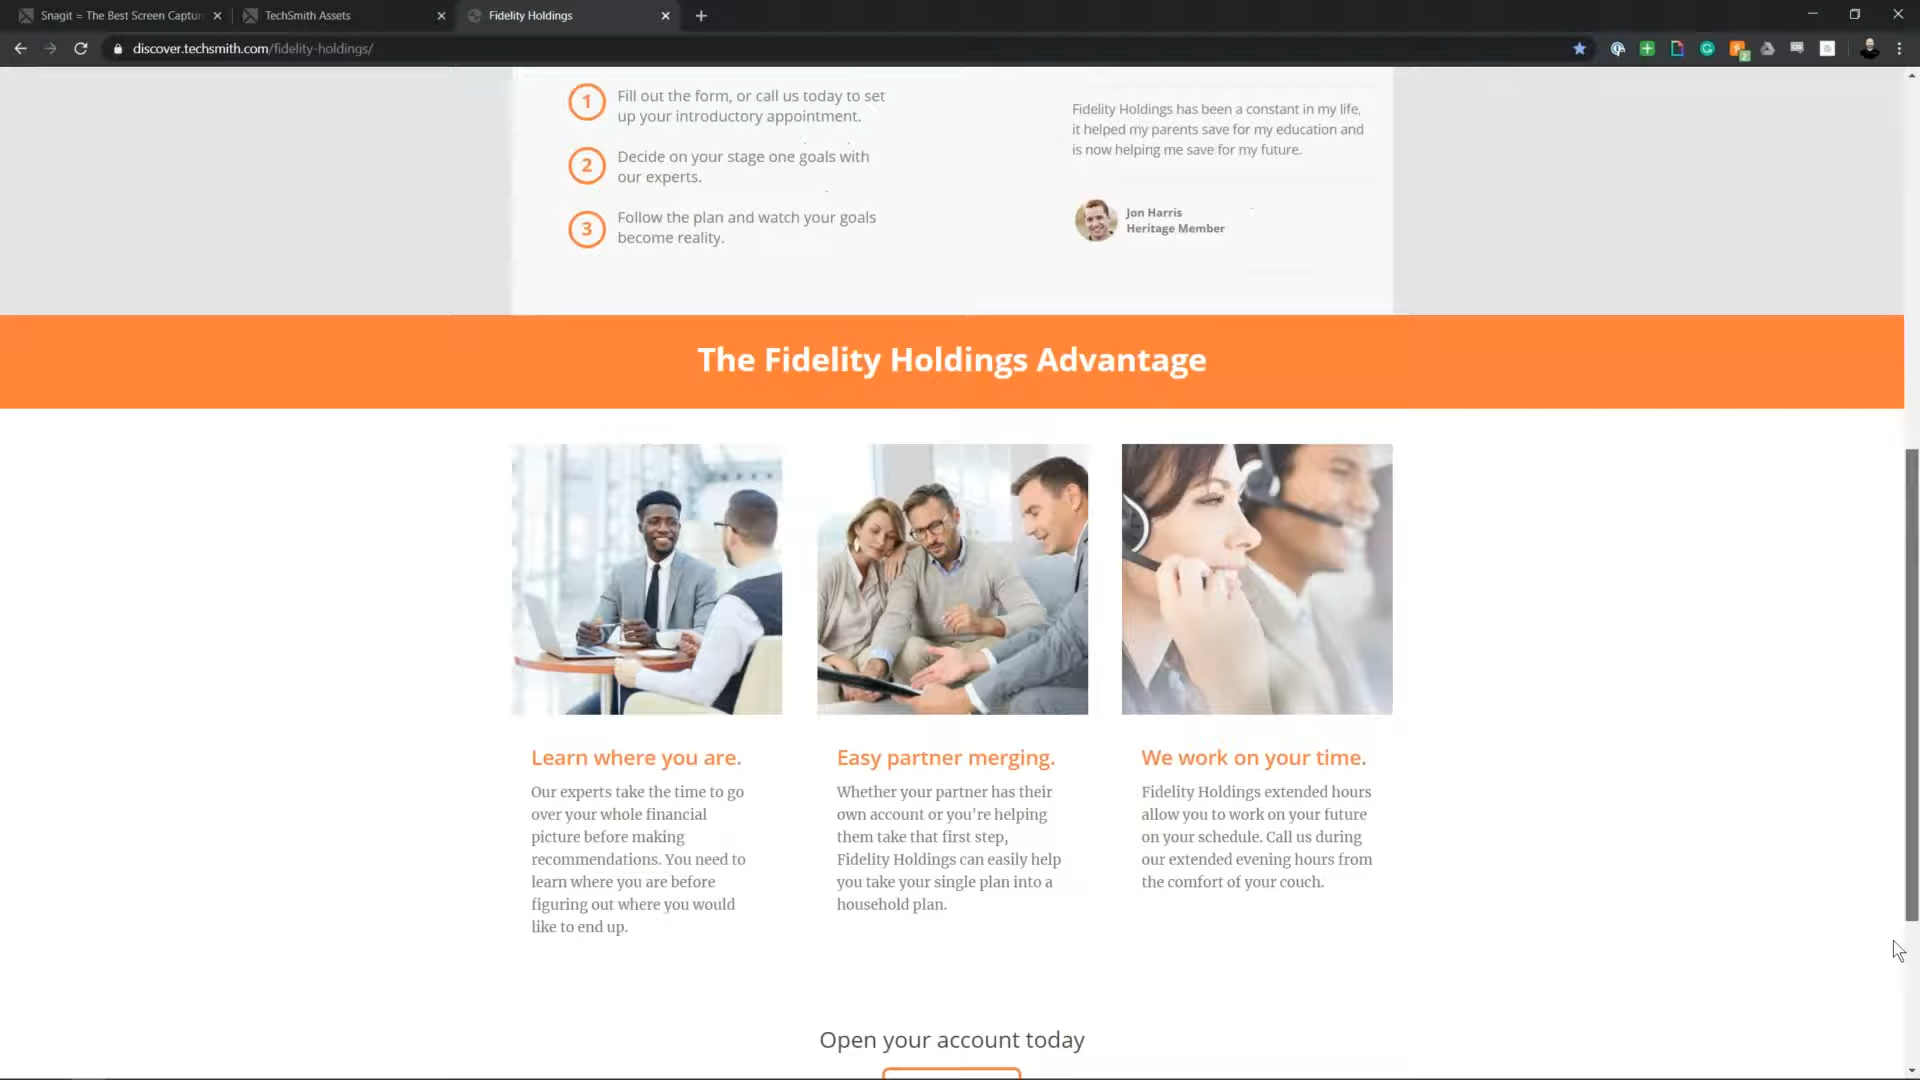 Snagit = The Best Screen Captur
TechSmith Assets
Fidelity Holdings
discover.techsmith.com/fidelity-holdings/
2
1
Fill out the form, or call us today to set
up your introductory appointment.
2
Decide on your stage one goals with
our experts.
3
Follow the plan and watch your goals
become reality.
Fidelity Holdings has been a constant in my life,
it helped my parents save for my education and
is now helping me save for my future.
Jon Harris
Heritage Member
The Fidelity Holdings Advantage
Learn where you are.
Our experts take the time to go
over your whole financial
picture before making
recommendations. You need to
learn where you are before
figuring out where you would
like to end up.
Easy partner merging.
Whether your partner has their
own account or you're helping
them take that first step,
Fidelity Holdings can easily help
you take your single plan into a
household plan.
We work on your time.
Fidelity Holdings extended hours
allow you to work on your future
on your schedule. Call us during
our extended evening hours from
the comfort of your couch.
Open your account today